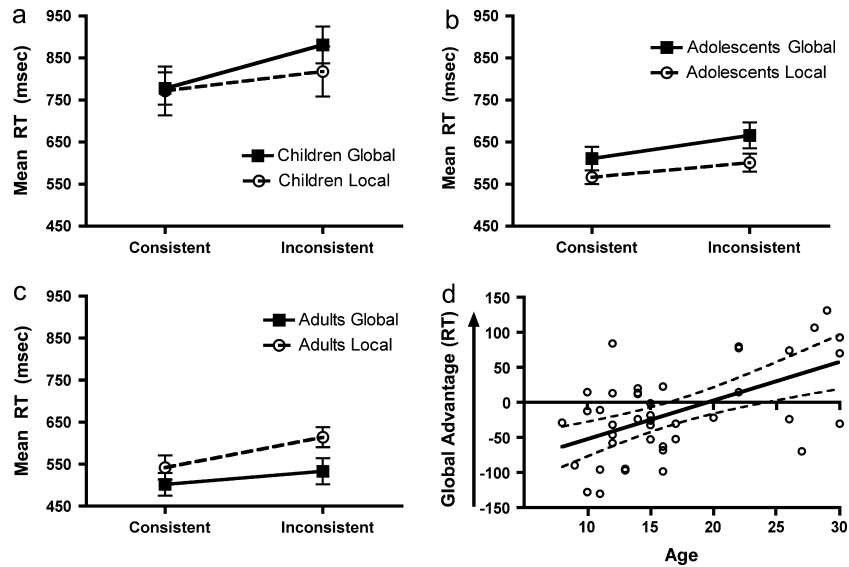 a
950
850
750
650
550
450
Mean RT (msec)
Children Global
Children Local
Consistent
Inconsistent
b
950
850
750
650
550
450
Mean RT (msec)
Adolescents Global
Adolescents Local
Consistent
Inconsistent
c
950
850
750
650
550
450
Mean RT (msec)
Adults Global
Adults Local
Consistent
Inconsistent
d
150
100
50
0
-50
-100
-150
Global Advantage (RT)
10
15
20
25
30
Age